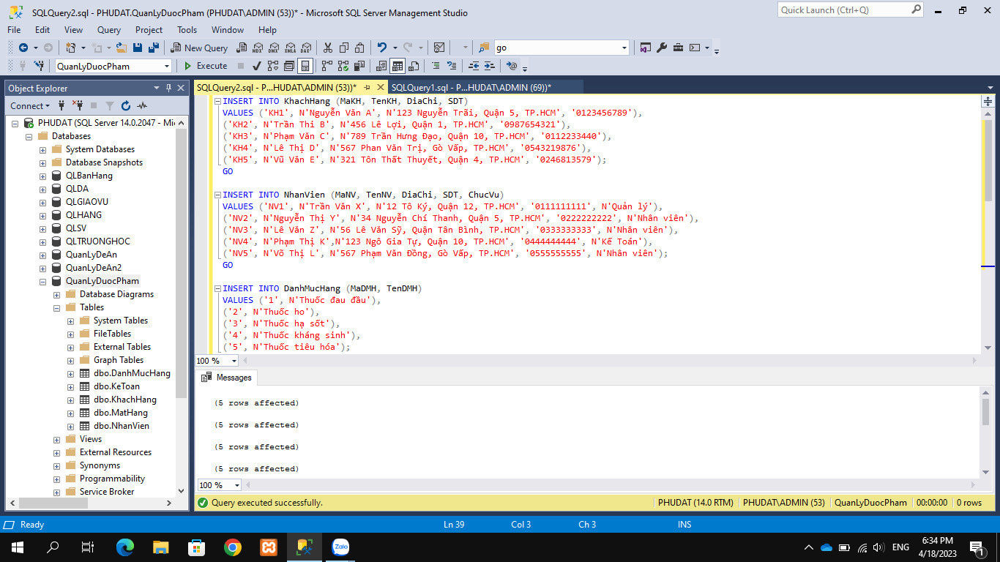 SQLQuery2.sql - PHUDAT.QuanLyDuocPham (PHUDAT\ADMIN (53))* - Microsoft SQL Server Management Studio
Quick Launch (Ctrl+Q)
File Edit View Query Project Tools Window Help
New Query MDX DMX XMLA DAX go
QuanLyDuocPham Execute
Object Explorer
SQLQuery2.sql - P...HUDAT\ADMIN (53))* SQLQuery1.sql - P...HUDAT\ADMIN (69))*
Connect
PHUDAT (SQL Server 14.0.2047 - Mi
Databases
System Databases
Database Snapshots
QLBanHang
QLDA
QLGIAOVU
QLHANG
QLSV
QLTRUONGHOC
QuanLyDeAn
QuanLyDeAn2
QuanLyDuocPham
Database Diagrams
Tables
System Tables
FileTables
External Tables
Graph Tables
dbo.DanhMucHang
dbo.KeToan
dbo.KhachHang
dbo.MatHang
dbo.NhanVien
Views
External Resources
Synonyms
Programmability
Service Broker
INSERT INTO KhachHang (MaKH, TenKH, DiaChi, SDT)
VALUES ('KH1', N'Nguyễn Văn A', N'123 Nguyễn Trãi, Quận 5, TP.HCM', '0123456789'),
('KH2', N'Trần Thi B', N'456 Lê Lợi, Quận 1, TP.HCM', '0987654321'),
('KH3', N'Phạm Văn C', N'789 Trần Hưng Đạo, Quận 10, TP.HCM', '0112233440'),
('KH4', N'Lê Thị D', N'567 Phan Văn Trị, Gò Vấp, TP.HCM', '0543219876'),
('KH5', N'Vũ Văn E', N'321 Tôn Thất Thuyết, Quận 4, TP.HCM', '0246813579');
GO
INSERT INTO NhanVien (MaNV, TenNV, DiaChi, SDT, ChucVu)
VALUES ('NV1', N'Trần Văn X', N'12 Tô Ký, Quận 12, TP.HCM', '0111111111', N'Quản lý'),
('NV2', N'Nguyễn Thị Y', N'34 Nguyễn Chí Thanh, Quận 5, TP.HCM', '0222222222', N'Nhân viên'),
('NV3', N'Lê Văn Z', N'56 Lê Văn Sỹ, Quận Tân Bình, TP.HCM', '0333333333', N'Nhân viên'),
('NV4', N'Phạm Thị K',N'123 Ngô Gia Tự, Quận 10, TP.HCM', '0444444444', N'Kế Toán'),
('NV5', N'Võ Thị L', N'567 Phạm Văn Đồng, Gò Vấp, TP.HCM', '0555555555', N'Nhân viên');
GO
INSERT INTO DanhMucHang (MaDMH, TenDMH)
VALUES ('1', N'Thuốc đau đầu'),
('2', N'Thuốc ho'),
('3', N'Thuốc hạ sốt'),
('4', N'Thuốc kháng sinh'),
('5', N'Thuốc tiêu hóa');
100 %
Messages
(5 rows affected)
(5 rows affected)
(5 rows affected)
(5 rows affected)
100 %
Query executed successfully. PHUDAT (14.0 RTM) PHUDAT\ADMIN (53) QuanLyDuocPham 00:00:00 0 rows
Ready Ln 39 Col 3 Ch 3 INS
Zalo
ENG
6:34 PM
4/18/2023
1